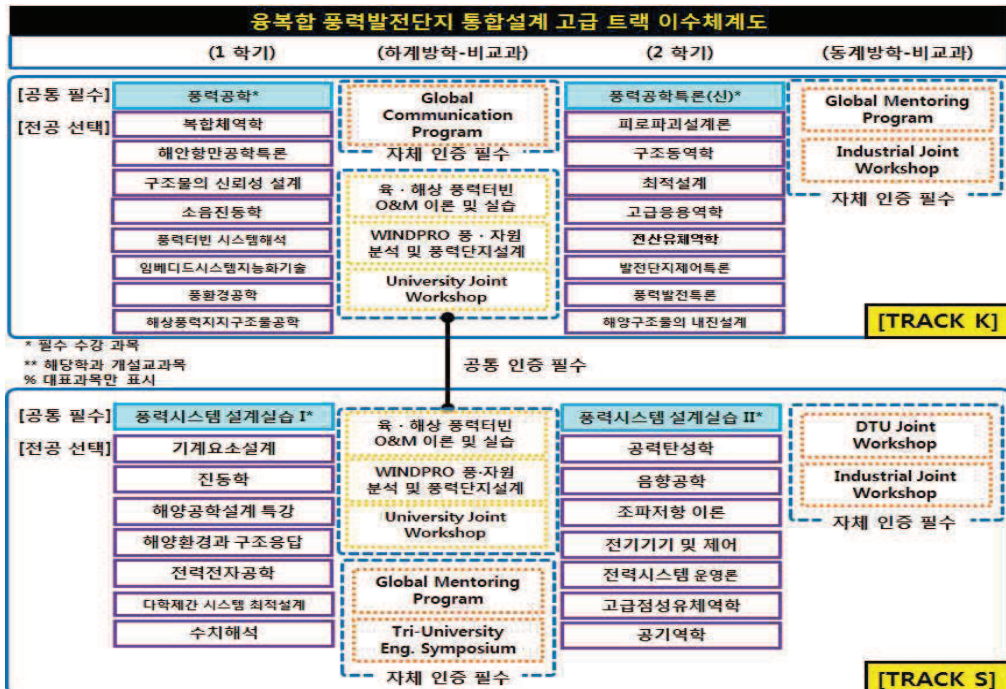 융복합 풍력발전단지 통합설계 고급 트랙 이수체계도
(1 학기) (하계방학-비교과) (2 학기) (동계방학-비교과)
[공통 필수]
[전공 선택]
풍력공학*
복합체역학
해안항만공학특론
구조물의 신뢰성 설계
소음진동학
풍력터빈 시스템해석
임베디드시스템지능화기술
풍환경공학
해상풍력지지구조물공학
Global
Communication
Program
자체 인증 필수
육 · 해상 풍력터빈
O&M 이론 및 실습
WINDPRO 풍 · 자원
분석 및 풍력단지설계
University Joint
Workshop
풍력공학특론(신)*
피로파괴설계론
구조동역학
최적설계
고급응용역학
전산유체역학
발전단지제어특론
풍력발전특론
해양구조물의 내진설계
Global Mentoring
Program
Industrial Joint
Workshop
자체 인증 필수
[TRACK K]
* 필수 수강 과목
** 해당학과 개설교과목
% 대표과목만 표시
공통 인증 필수
[공통 필수]
[전공 선택]
풍력시스템 설계실습 I*
기계요소설계
진동학
해양공학설계 특강
해양환경과 구조응답
전력전자공학
다학제간 시스템 최적설계
수치해석
육 · 해상 풍력터빈
O&M 이론 및 실습
WINDPRO 풍·자원
분석 및 풍력단지설계
University Joint
Workshop
Global Mentoring
Program
Tri-University
Eng. Symposium
자체 인증 필수
풍력시스템 설계실습 II*
공력탄성학
음향공학
조파저항 이론
전기기기 및 제어
전력시스템 운영론
고급점성유체역학
공기역학
DTU Joint
Workshop
Industrial Joint
Workshop
자체 인증 필수
[TRACK S]